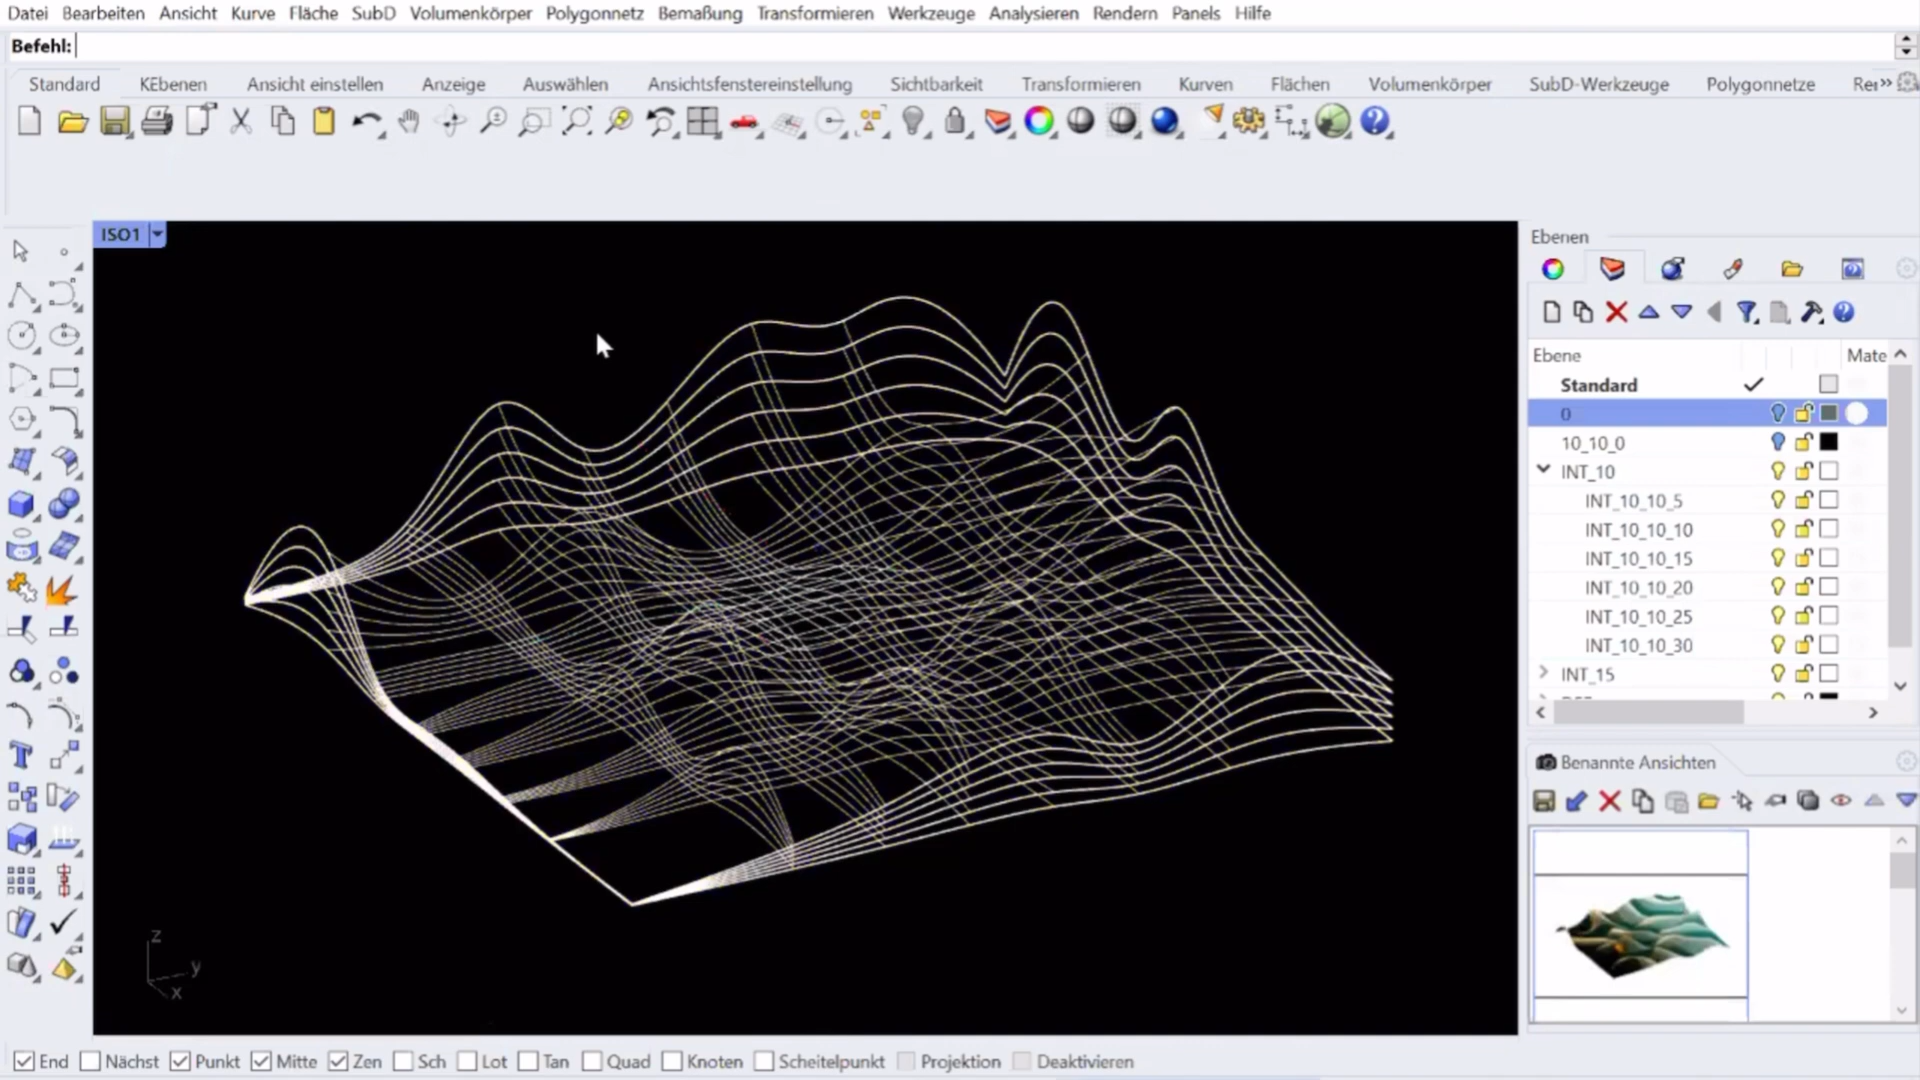 Datei Bearbeiten Ansicht Kurve Fläche SubD Volumenkörper Polygonnetz Bemaßung Transformieren Werkzeuge Analysieren Rendern Panels Hilfe
Befehl:
Standard KEbenen Ansicht einstellen Anzeige Auswählen Ansichtsfenstereinstellung Sichtbarkeit Transformieren Kurven Flächen Volumenkörper SubD-Werkzeuge Polygonnetze
ISO1
Ebenen
Ebene Mate
Standard
0
10_10_0
INT_10
INT_10_10_5
INT_10_10_10
INT_10_10_15
INT_10_10_20
INT_10_10_25
INT_10_10_30
INT_15
Benannte Ansichten
z
y
x
End Nächst Punkt Mitte Zen Sch Lot Tan Quad Knoten Scheitelpunkt Projektion Deaktivieren